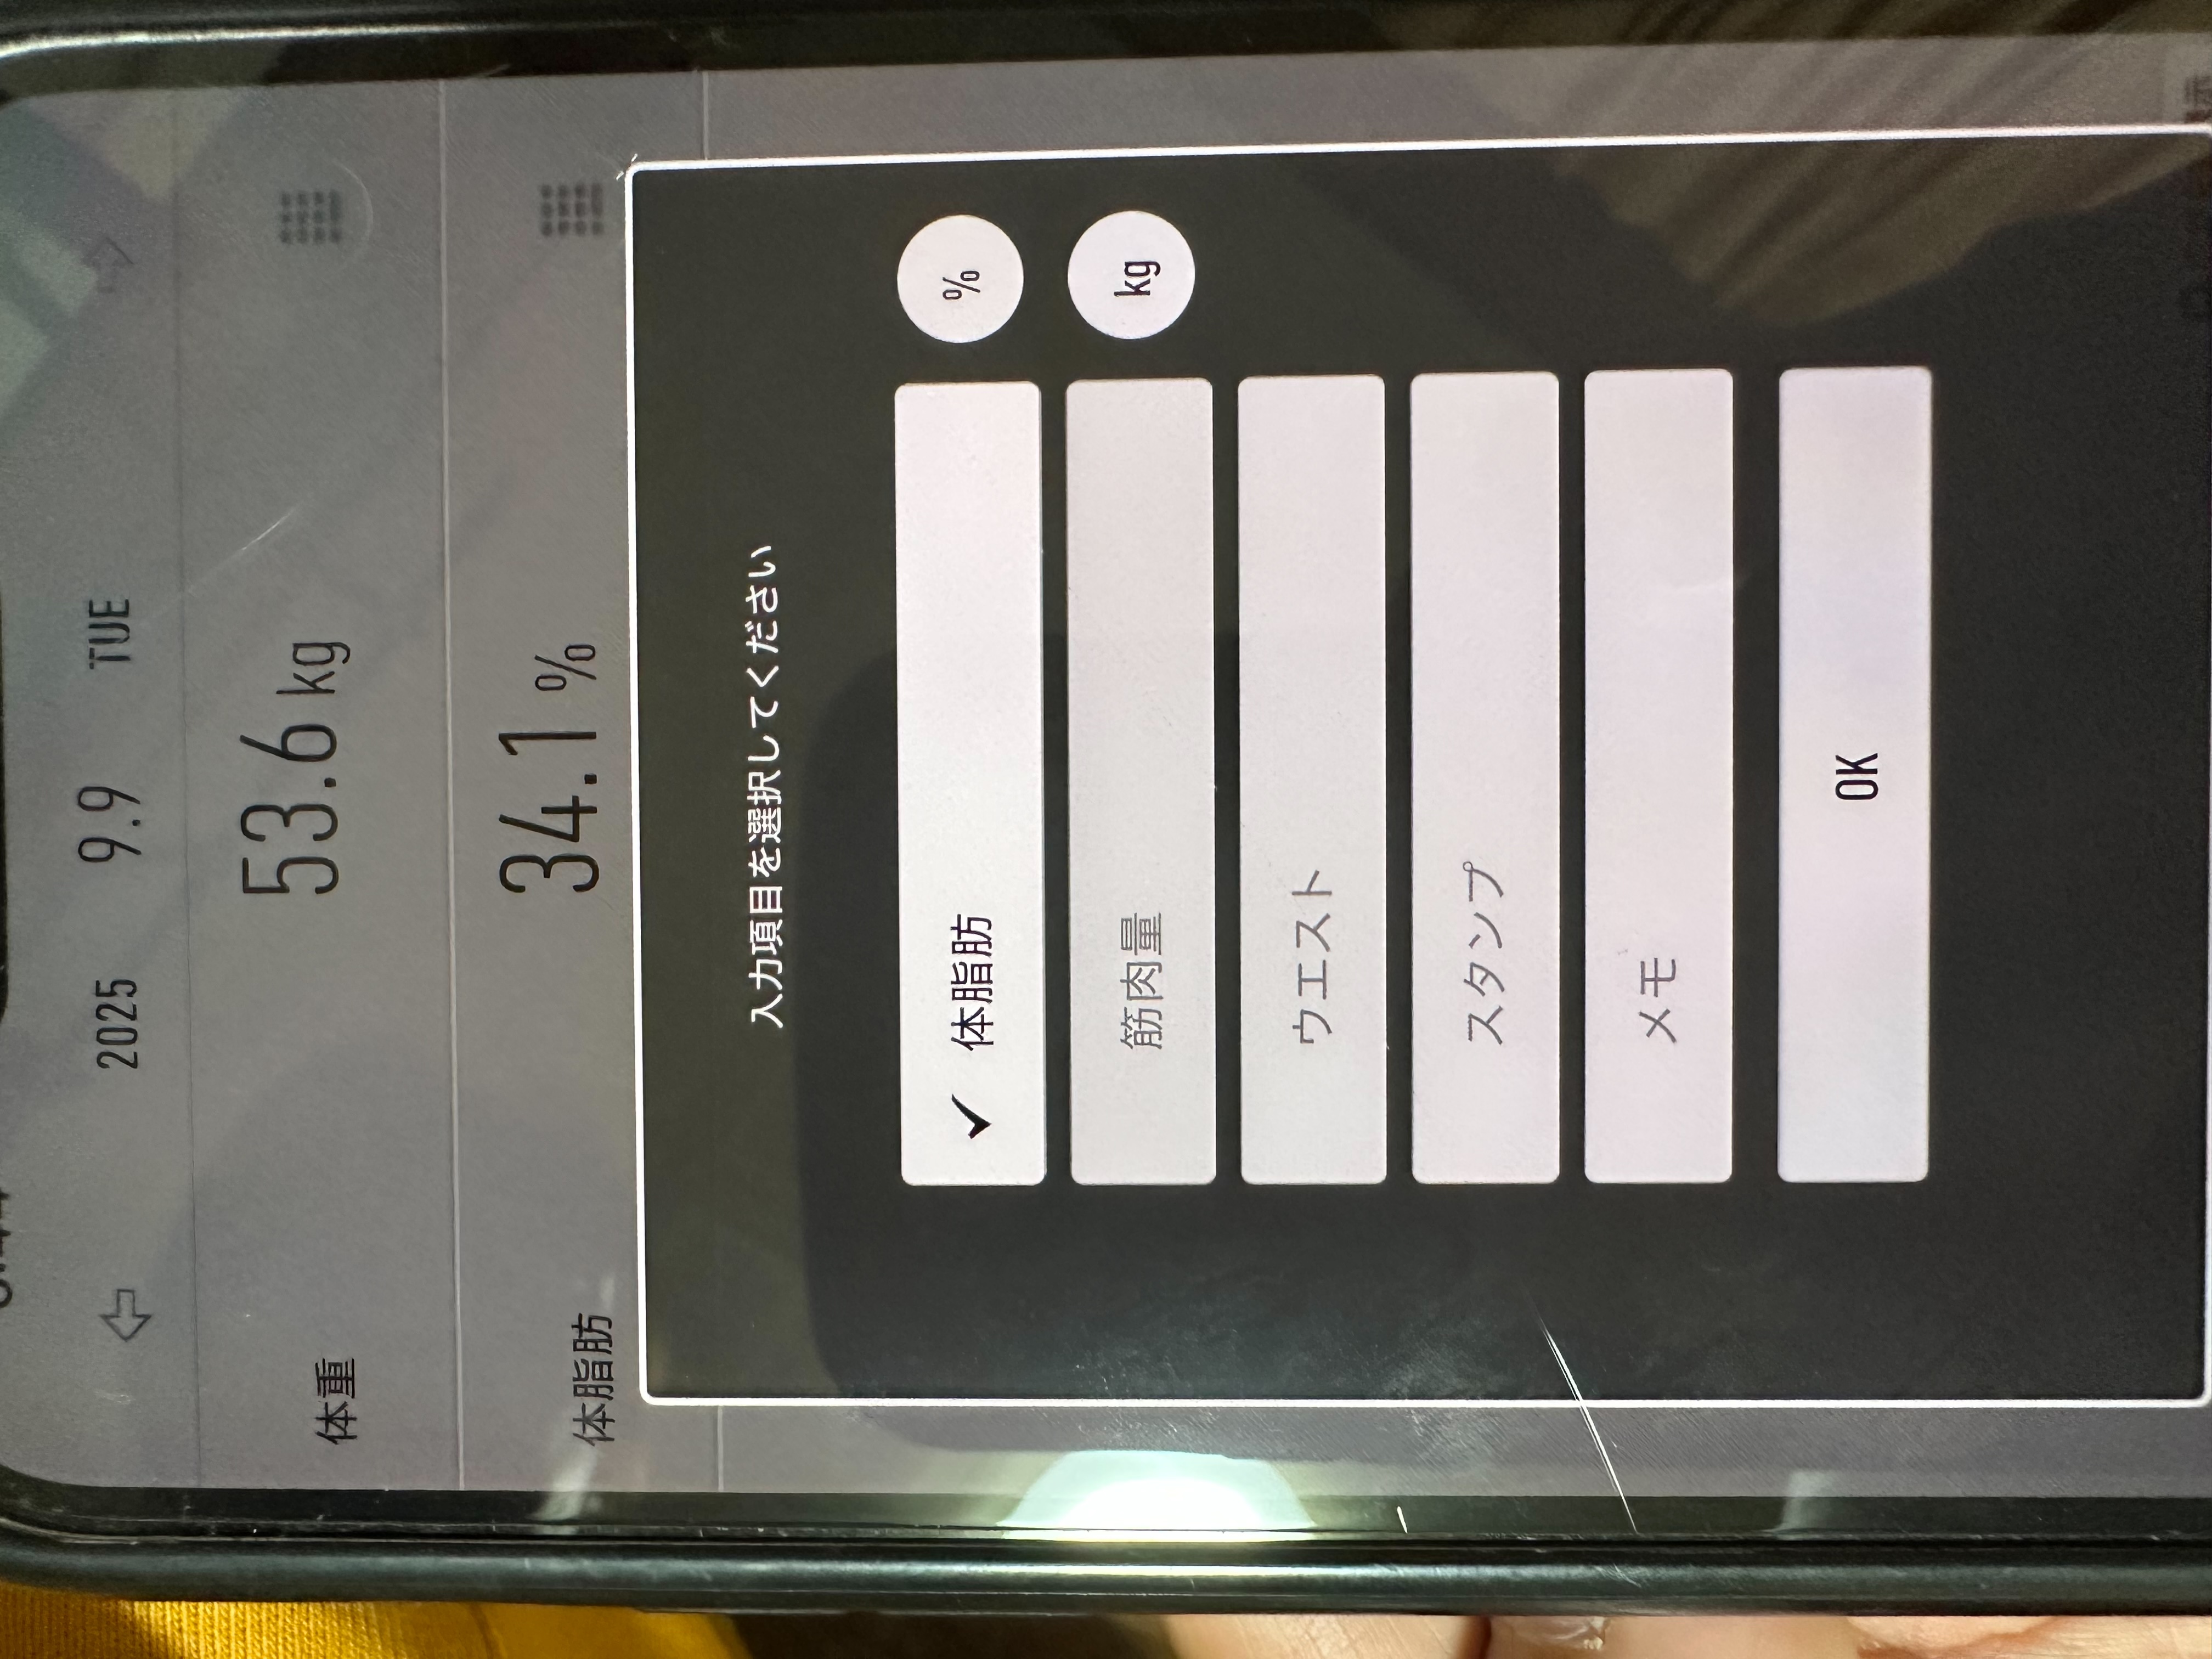 2025 9.9 TUE
体重 53.6 kg
体脂肪 34.1 %
入力項目を選択してください
✓ 体脂肪 %
筋肉量 kg
ウエスト
スタンプ
メモ
OK